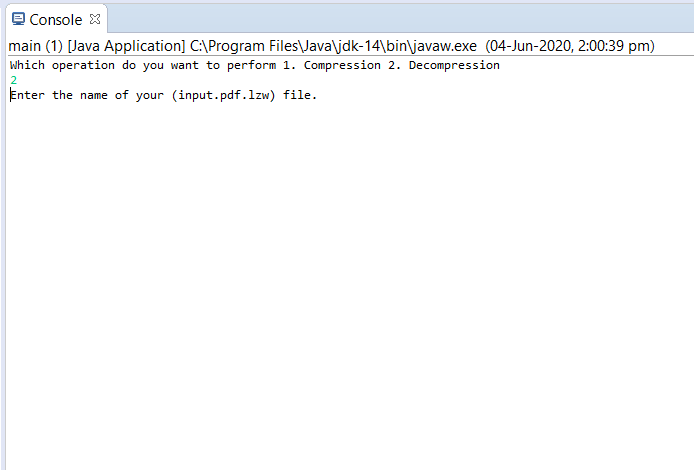 Console
main (1) [Java Application] C:\Program Files\Java\jdk-14\bin\javaw.exe (04-Jun-2020, 2:00:39 pm)
Which operation do you want to perform 1. Compression 2. Decompression
2
Enter the name of your (input.pdf.lzw) file.